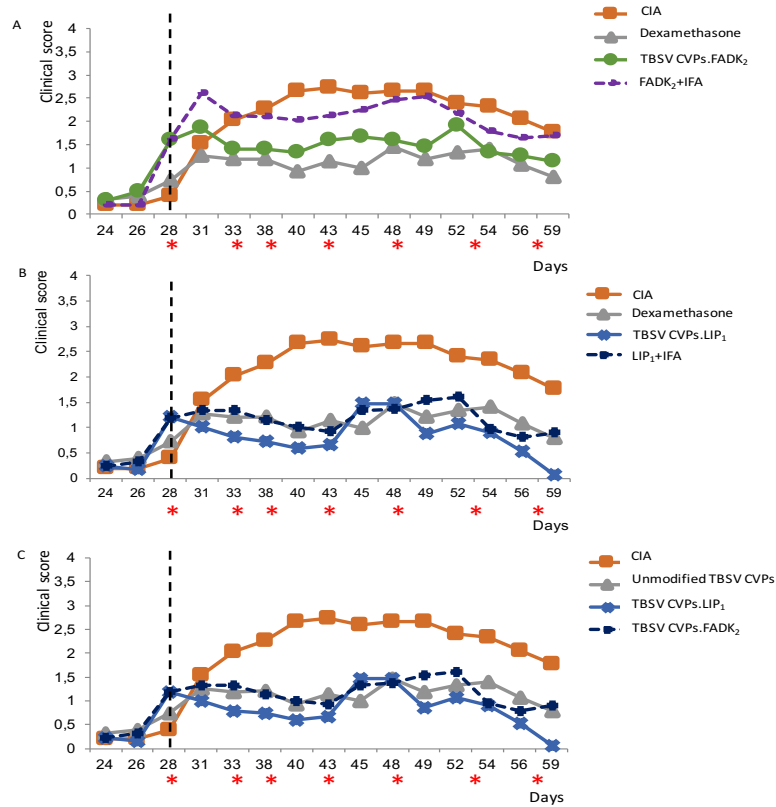 A
Clinical score
4
3,5
3
2,5
2
1,5
1
0,5
0
24 26 28 31 33 38 40 43 45 48 49 52 54 56 59
* * * * * * *
Days
CIA
Dexamethasone
TBSV CVPs.FADK₂
FADK₂+IFA
B
Clinical score
4
3,5
3
2,5
2
1,5
1
0,5
0
24 26 28 31 33 38 40 43 45 48 49 52 54 56 59
* * * * * * *
Days
CIA
Dexamethasone
TBSV CVPs.LIP₁
LIP₁+IFA
C
Clinical score
4
3,5
3
2,5
2
1,5
1
0,5
0
24 26 28 31 33 38 40 43 45 48 49 52 54 56 59
* * * * * * *
Days
CIA
Unmodified TBSV CVPs
TBSV CVPs.LIP₁
TBSV CVPs.FADK₂